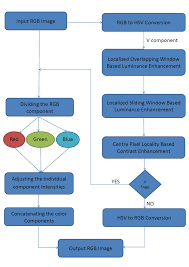 Input RGB Image
RGB to HSV Conversion
V component
Localized Overlapping Window
Based Luminance Enhancement
Dividing the RGB
component
Localized Sliding Window Based
Luminance Enhancement
Red
Green
Blue
Centre Pixel Locality Based
Contrast Enhancement
Adjusting the individual
component Intensities
YES
NO
Concatenating the color
Components
HSV to RGB Conversion
Output RGB Image